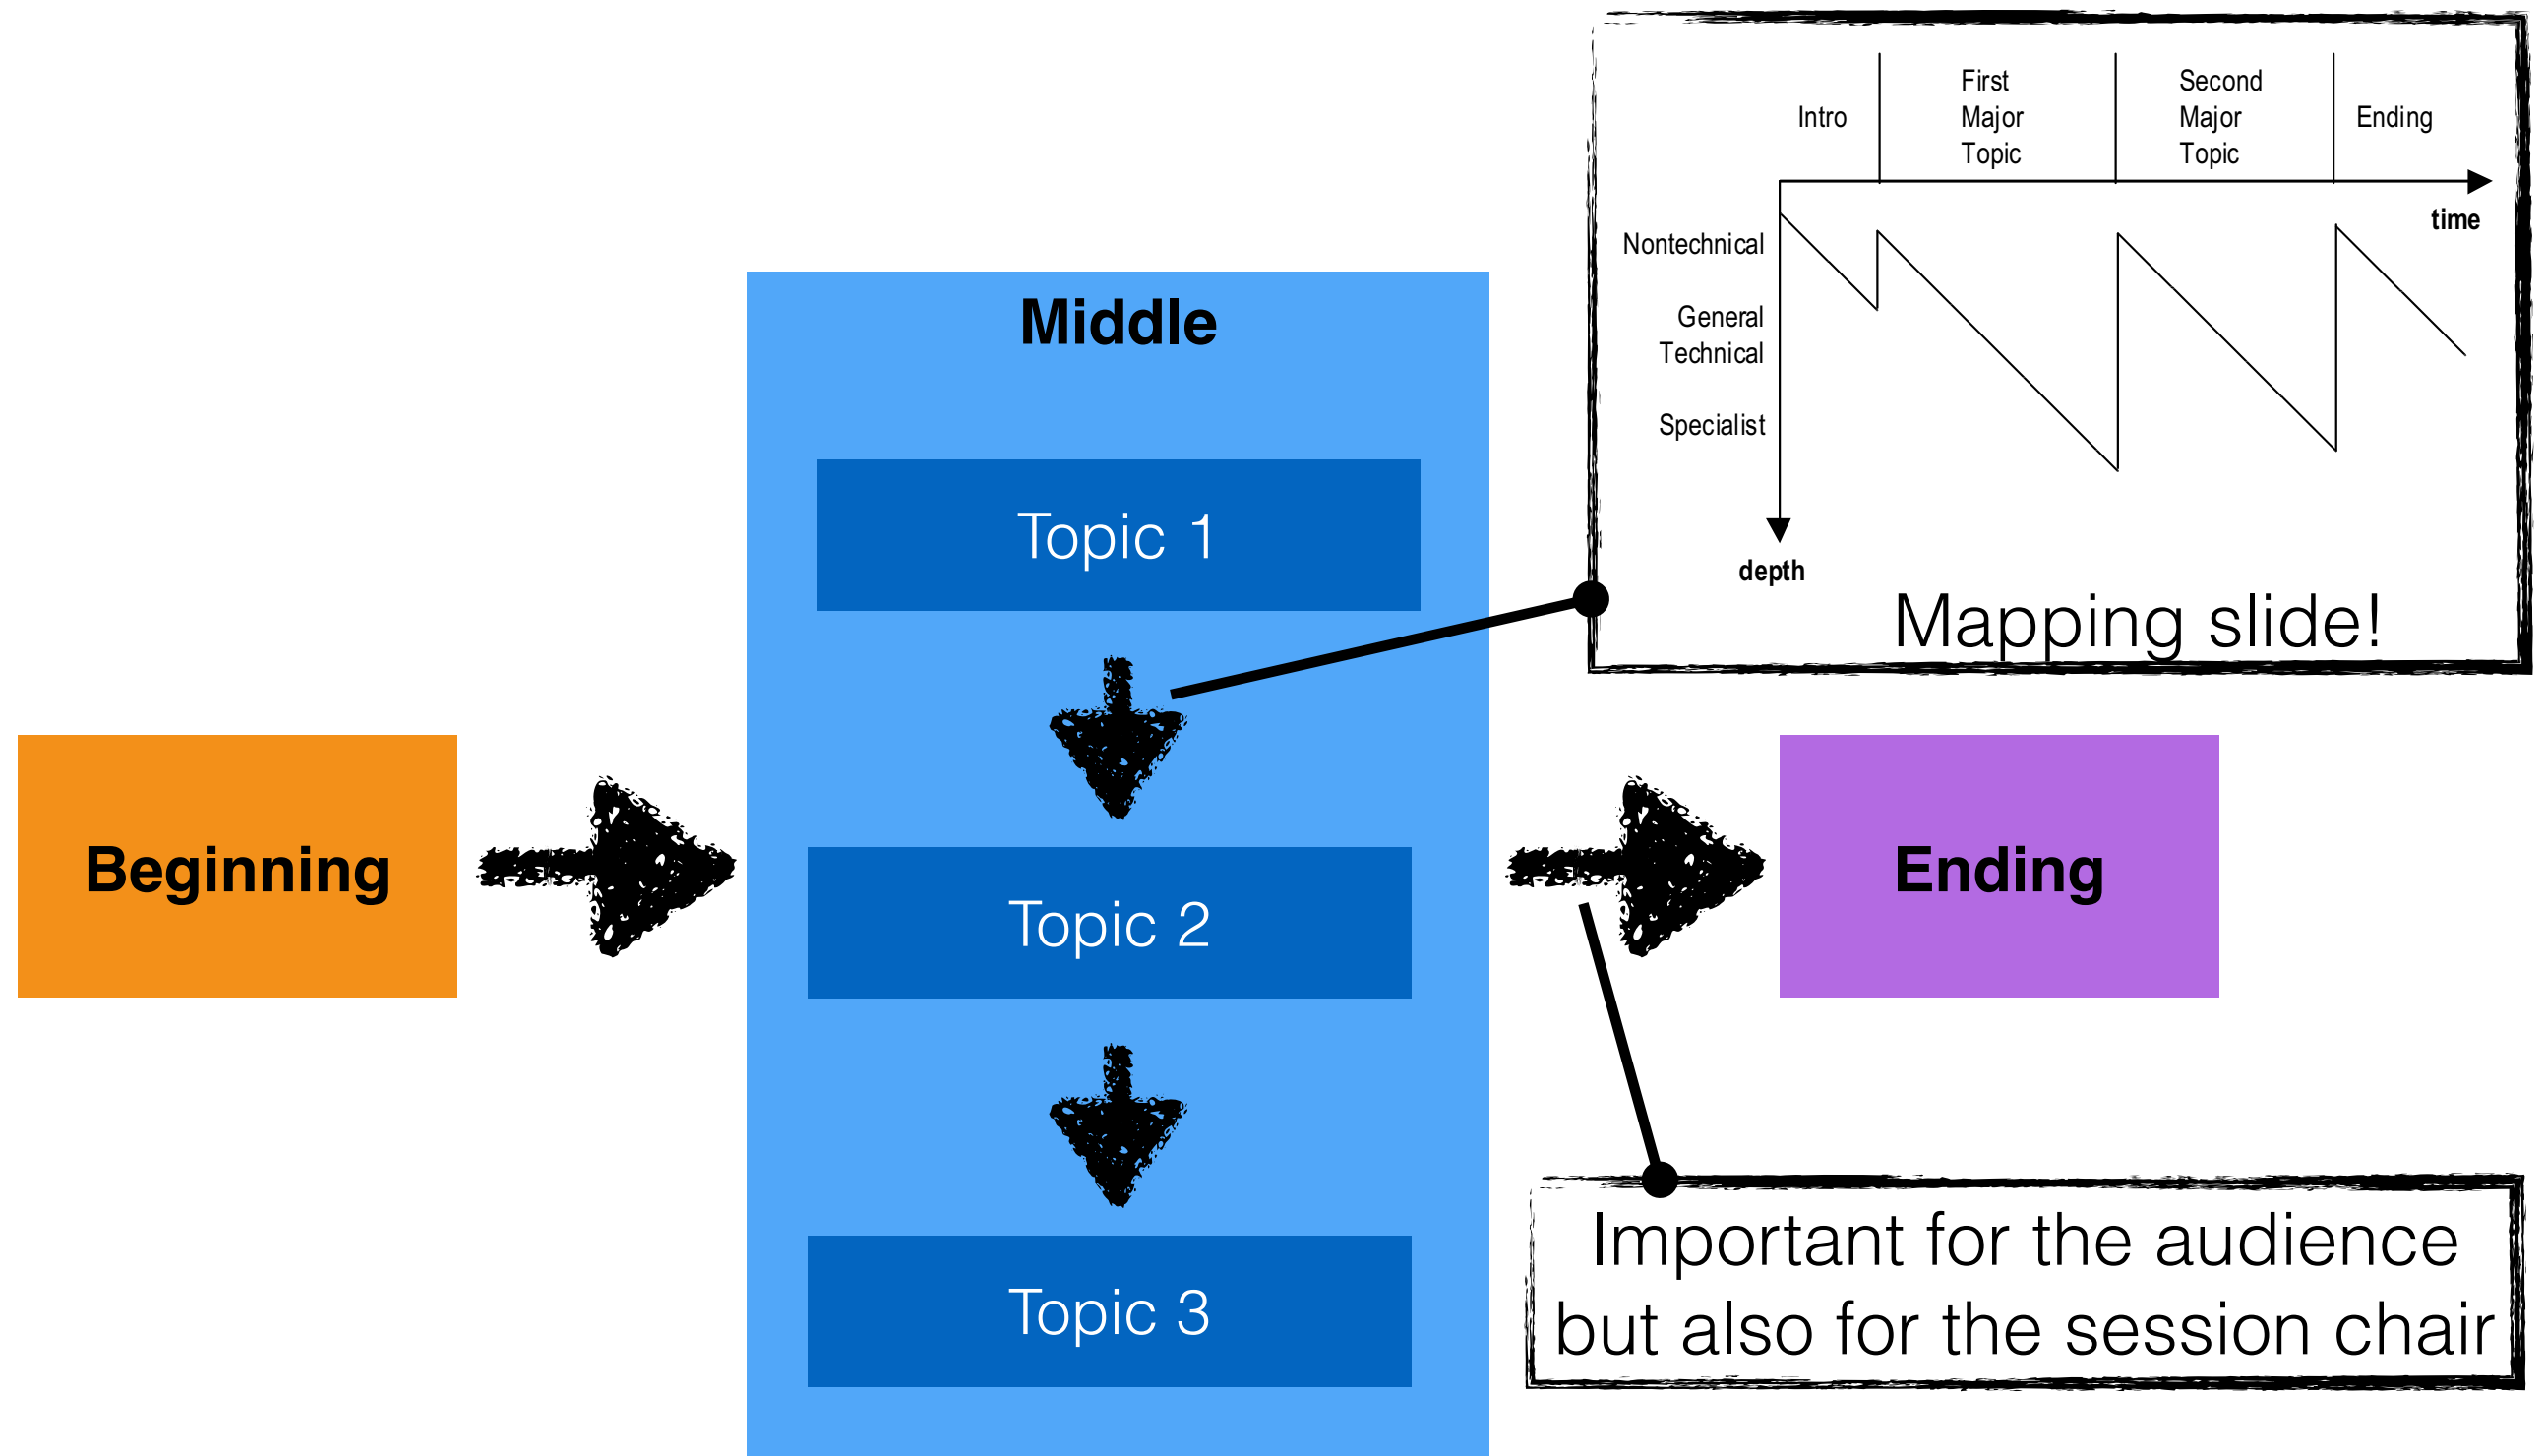 Beginning
Middle
Topic 1
Topic 2
Topic 3
Ending
Intro
First
Major
Topic
Second
Major
Topic
Ending
time
Nontechnical
General
Technical
Specialist
depth
Mapping slide!
Important for the audience
but also for the session chair